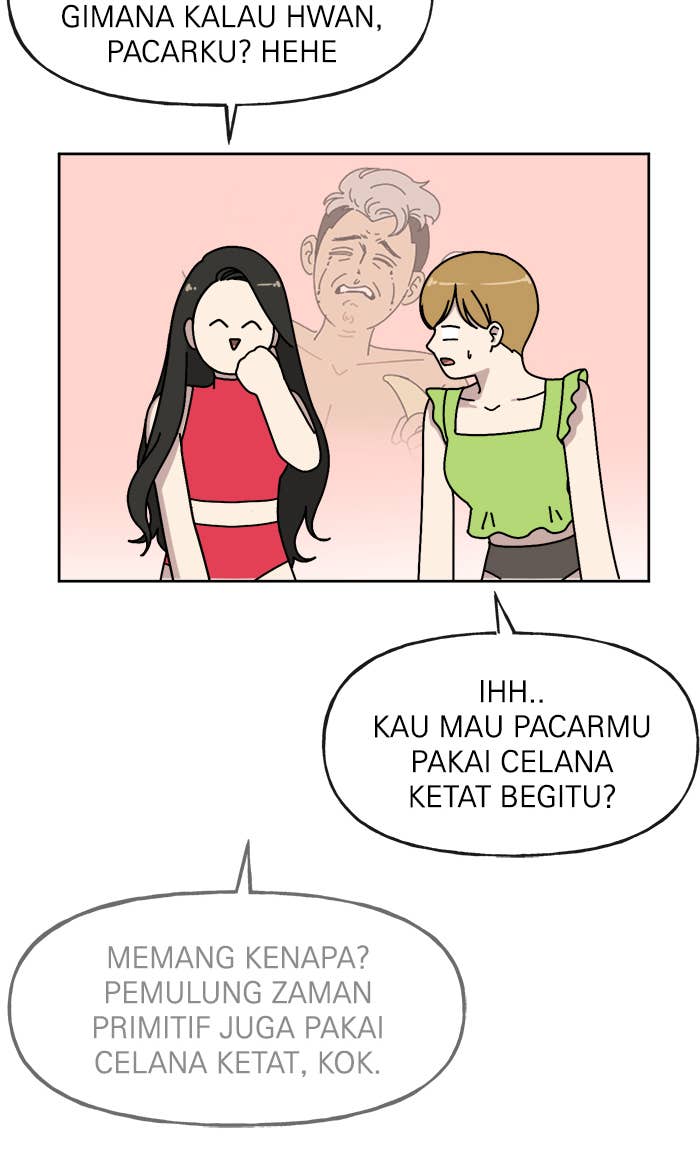 GIMANA KALAU HWAN,
PACARKU? HEHE
IHH..
KAU MAU PACARMU
PAKAI CELANA
KETAT BEGITU?
MEMANG KENAPA?
PEMULUNG ZAMAN
PRIMITIF JUGA PAKAI
CELANA KETAT, KOK.